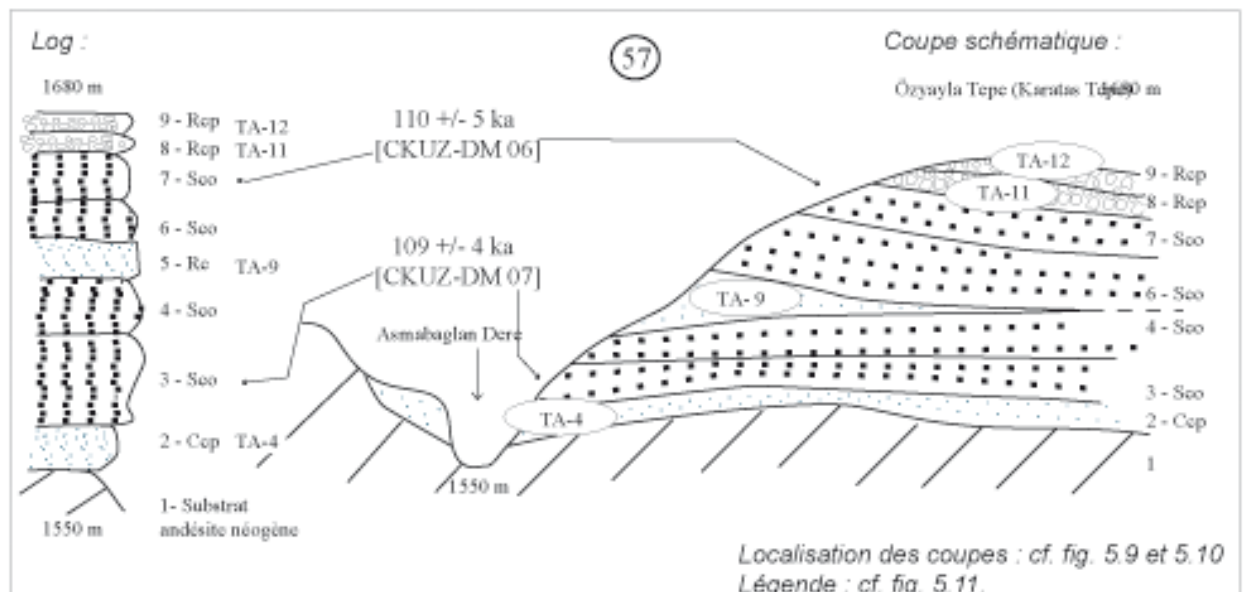 Log :
57
Coupe schématique :
1680 m
Özyayla Tepe (Karatas Tepe)
1680 m
110 +/- 5 ka
[CKUZ-DM 06]
9 - Rep TA-12
8 - Rep TA-11
7 - Sco
6 - Sco
5 - Re TA-9
4 - Sco
3 - Sco
2 - Cep TA-4
1- Substrat
andésite néogène
1550 m
109 +/- 4 ka
[CKUZ-DM 07]
Asmabaglan Dere
1550 m
TA-12
TA-11
TA-9
TA-4
9 - Rep
8 - Rep
7 - Sco
6 - Sco
4 - Sco
3 - Sco
2 - Cep
1
Localisation des coupes : cf. fig. 5.9 et 5.10
Légende : cf. fig. 5.11.